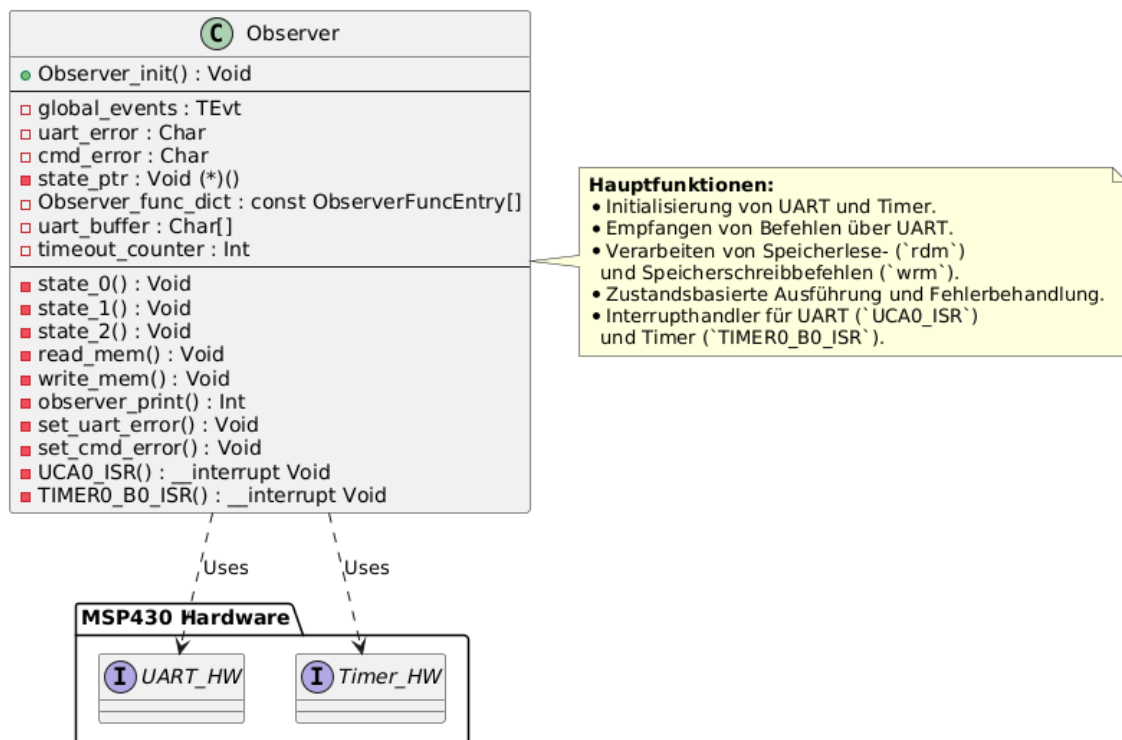 C Observer
Observer_init() : Void
global_events : TEvt
uart_error : Char
cmd_error : Char
state_ptr : Void (*)()
Observer_func_dict : const ObserverFuncEntry[]
uart_buffer : Char[]
timeout_counter : Int
state_0() : Void
state_1() : Void
state_2() : Void
read_mem() : Void
write_mem() : Void
observer_print() : Int
set_uart_error() : Void
set_cmd_error() : Void
UCA0_ISR() : __interrupt Void
TIMER0_B0_ISR() : __interrupt Void
Hauptfunktionen:
• Initialisierung von UART und Timer.
• Empfangen von Befehlen über UART.
• Verarbeiten von Speicherlese- (`rdm`)
und Speicherschreibbefehlen (`wrm`).
• Zustandsbasierte Ausführung und Fehlerbehandlung.
• Interrupthandler für UART (`UCA0_ISR`)
und Timer (`TIMER0_B0_ISR`).
Uses
Uses
MSP430 Hardware
I UART_HW
I Timer_HW